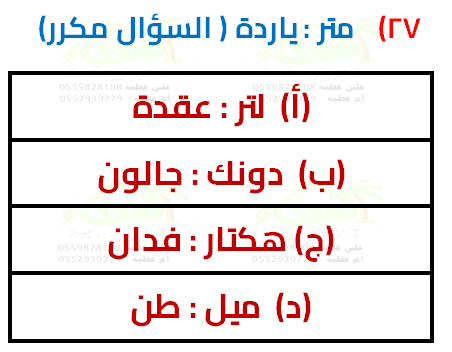 ٢٧) متر : ياردة ( السؤال مكرر)
(أ) لتر : عقدة
(ب) دونك : جالون
(ج) هكتار : فدان
(د) ميل : طن